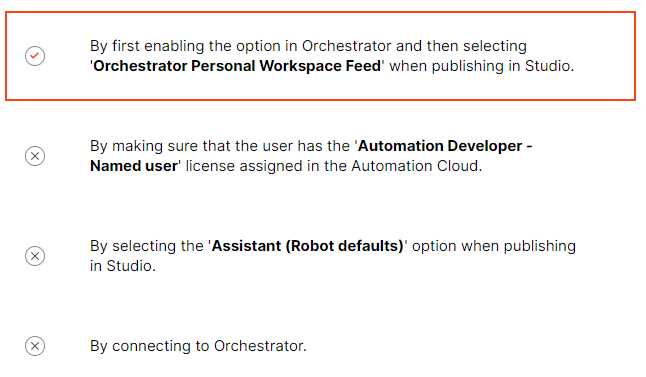 By first enabling the option in Orchestrator and then selecting
'Orchestrator Personal Workspace Feed' when publishing in Studio.
By making sure that the user has the 'Automation Developer -
Named user' license assigned in the Automation Cloud.
By selecting the 'Assistant (Robot defaults)' option when publishing
in Studio.
By connecting to Orchestrator.